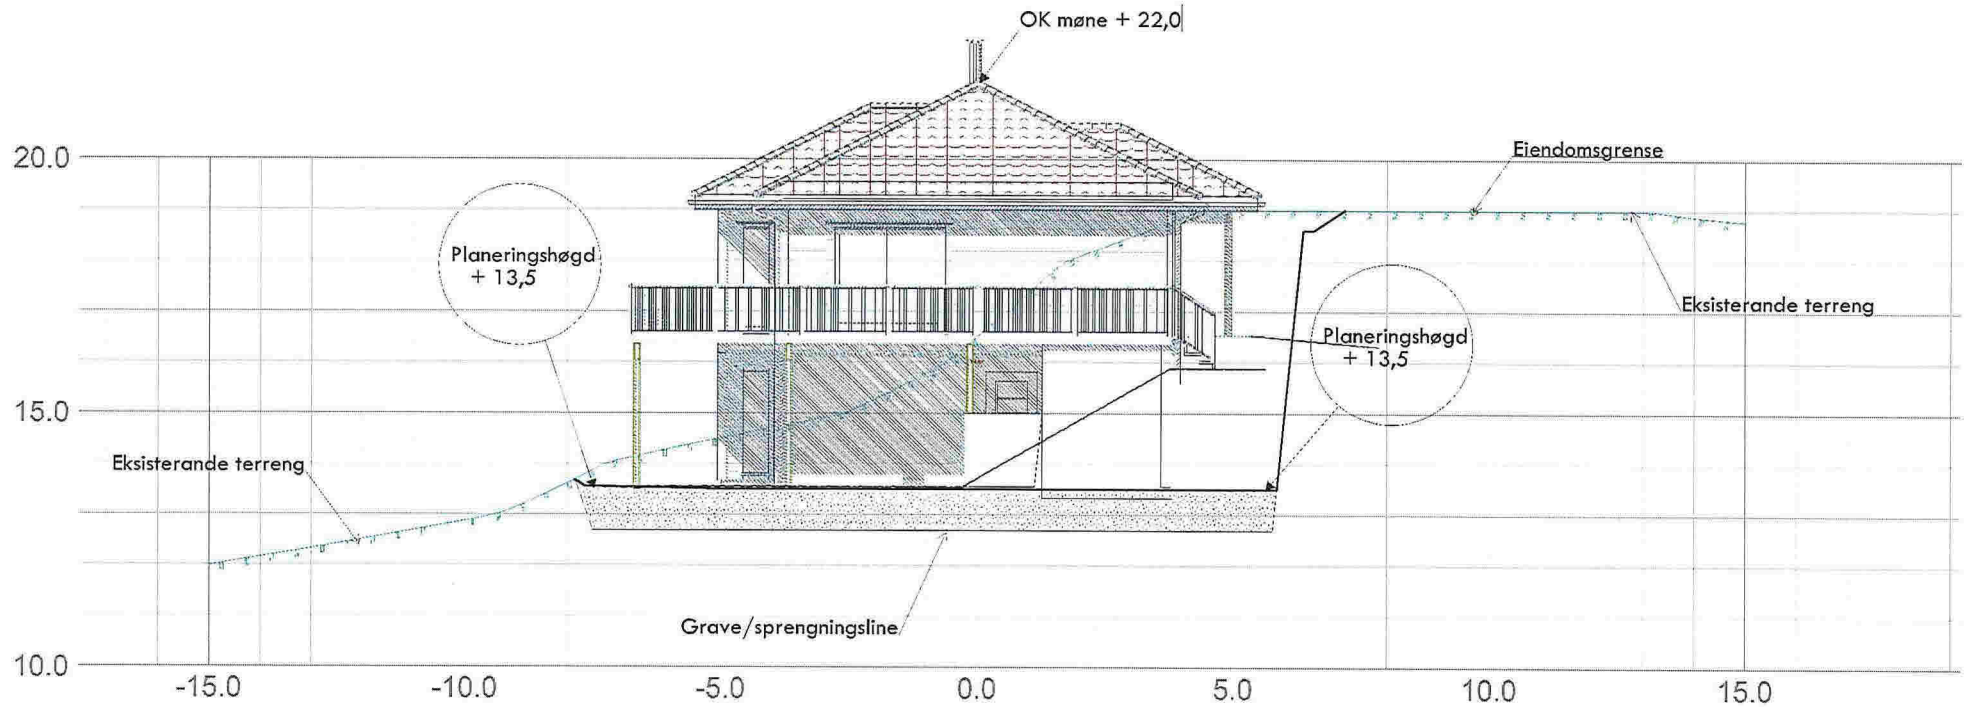 OK møne + 22,0
20.0
Eiendomsgrense
Planeringshøgd
+ 13,5
Eksisterande terreng
Planeringshøgd
+ 13,5
15.0
Eksisterande terreng
Grave/sprengningsline
10.0
-15.0 -10.0 -5.0 0.0 5.0 10.0 15.0